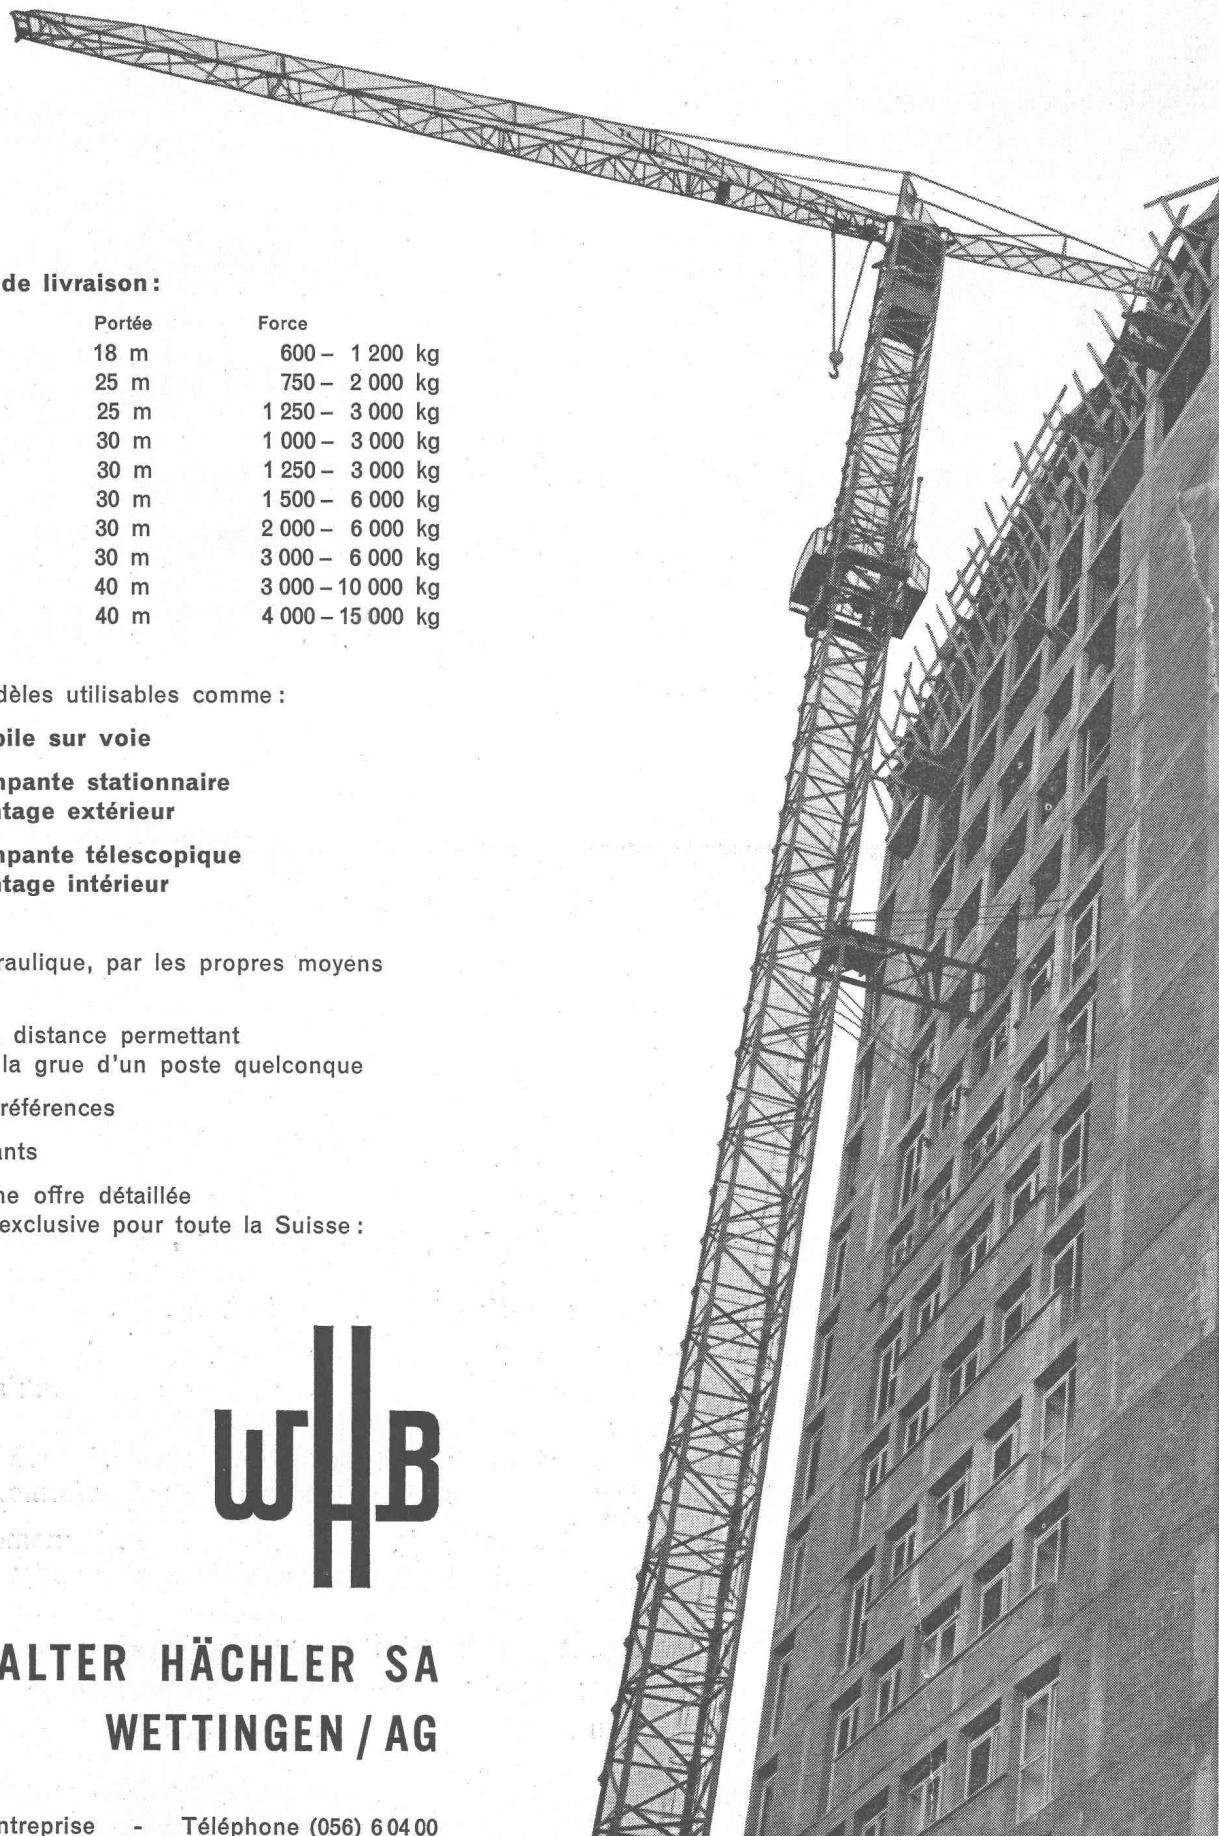 de livraison :
Portée Force
18 m 600 – 1 200 kg
25 m 750 – 2 000 kg
25 m 1 250 – 3 000 kg
30 m 1 000 – 3 000 kg
30 m 1 250 – 3 000 kg
30 m 1 500 – 6 000 kg
30 m 2 000 – 6 000 kg
30 m 3 000 – 6 000 kg
40 m 3 000 – 10 000 kg
40 m 4 000 – 15 000 kg
dèles utilisables comme :
bile sur voie
mpante stationnaire
ntage extérieur
mpante télescopique
ntage intérieur
raulique, par les propres moyens
distance permettant
la grue d'un poste quelconque
références
ants
ne offre détaillée
exclusive pour toute la Suisse :
WHB
ALTER HÄCHLER SA
WETTINGEN / AG
ntreprise - Téléphone (056) 6 04 00